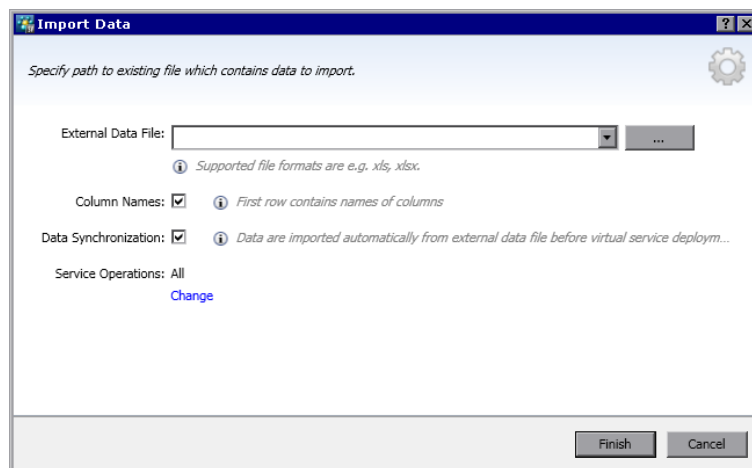 Import Data
Specify path to existing file which contains data to import.
External Data File:
...
Supported file formats are e.g. xls, xlsx.
Column Names: First row contains names of columns
Data Synchronization: Data are imported automatically from external data file before virtual service deploym...
Service Operations: All
Change
Finish Cancel